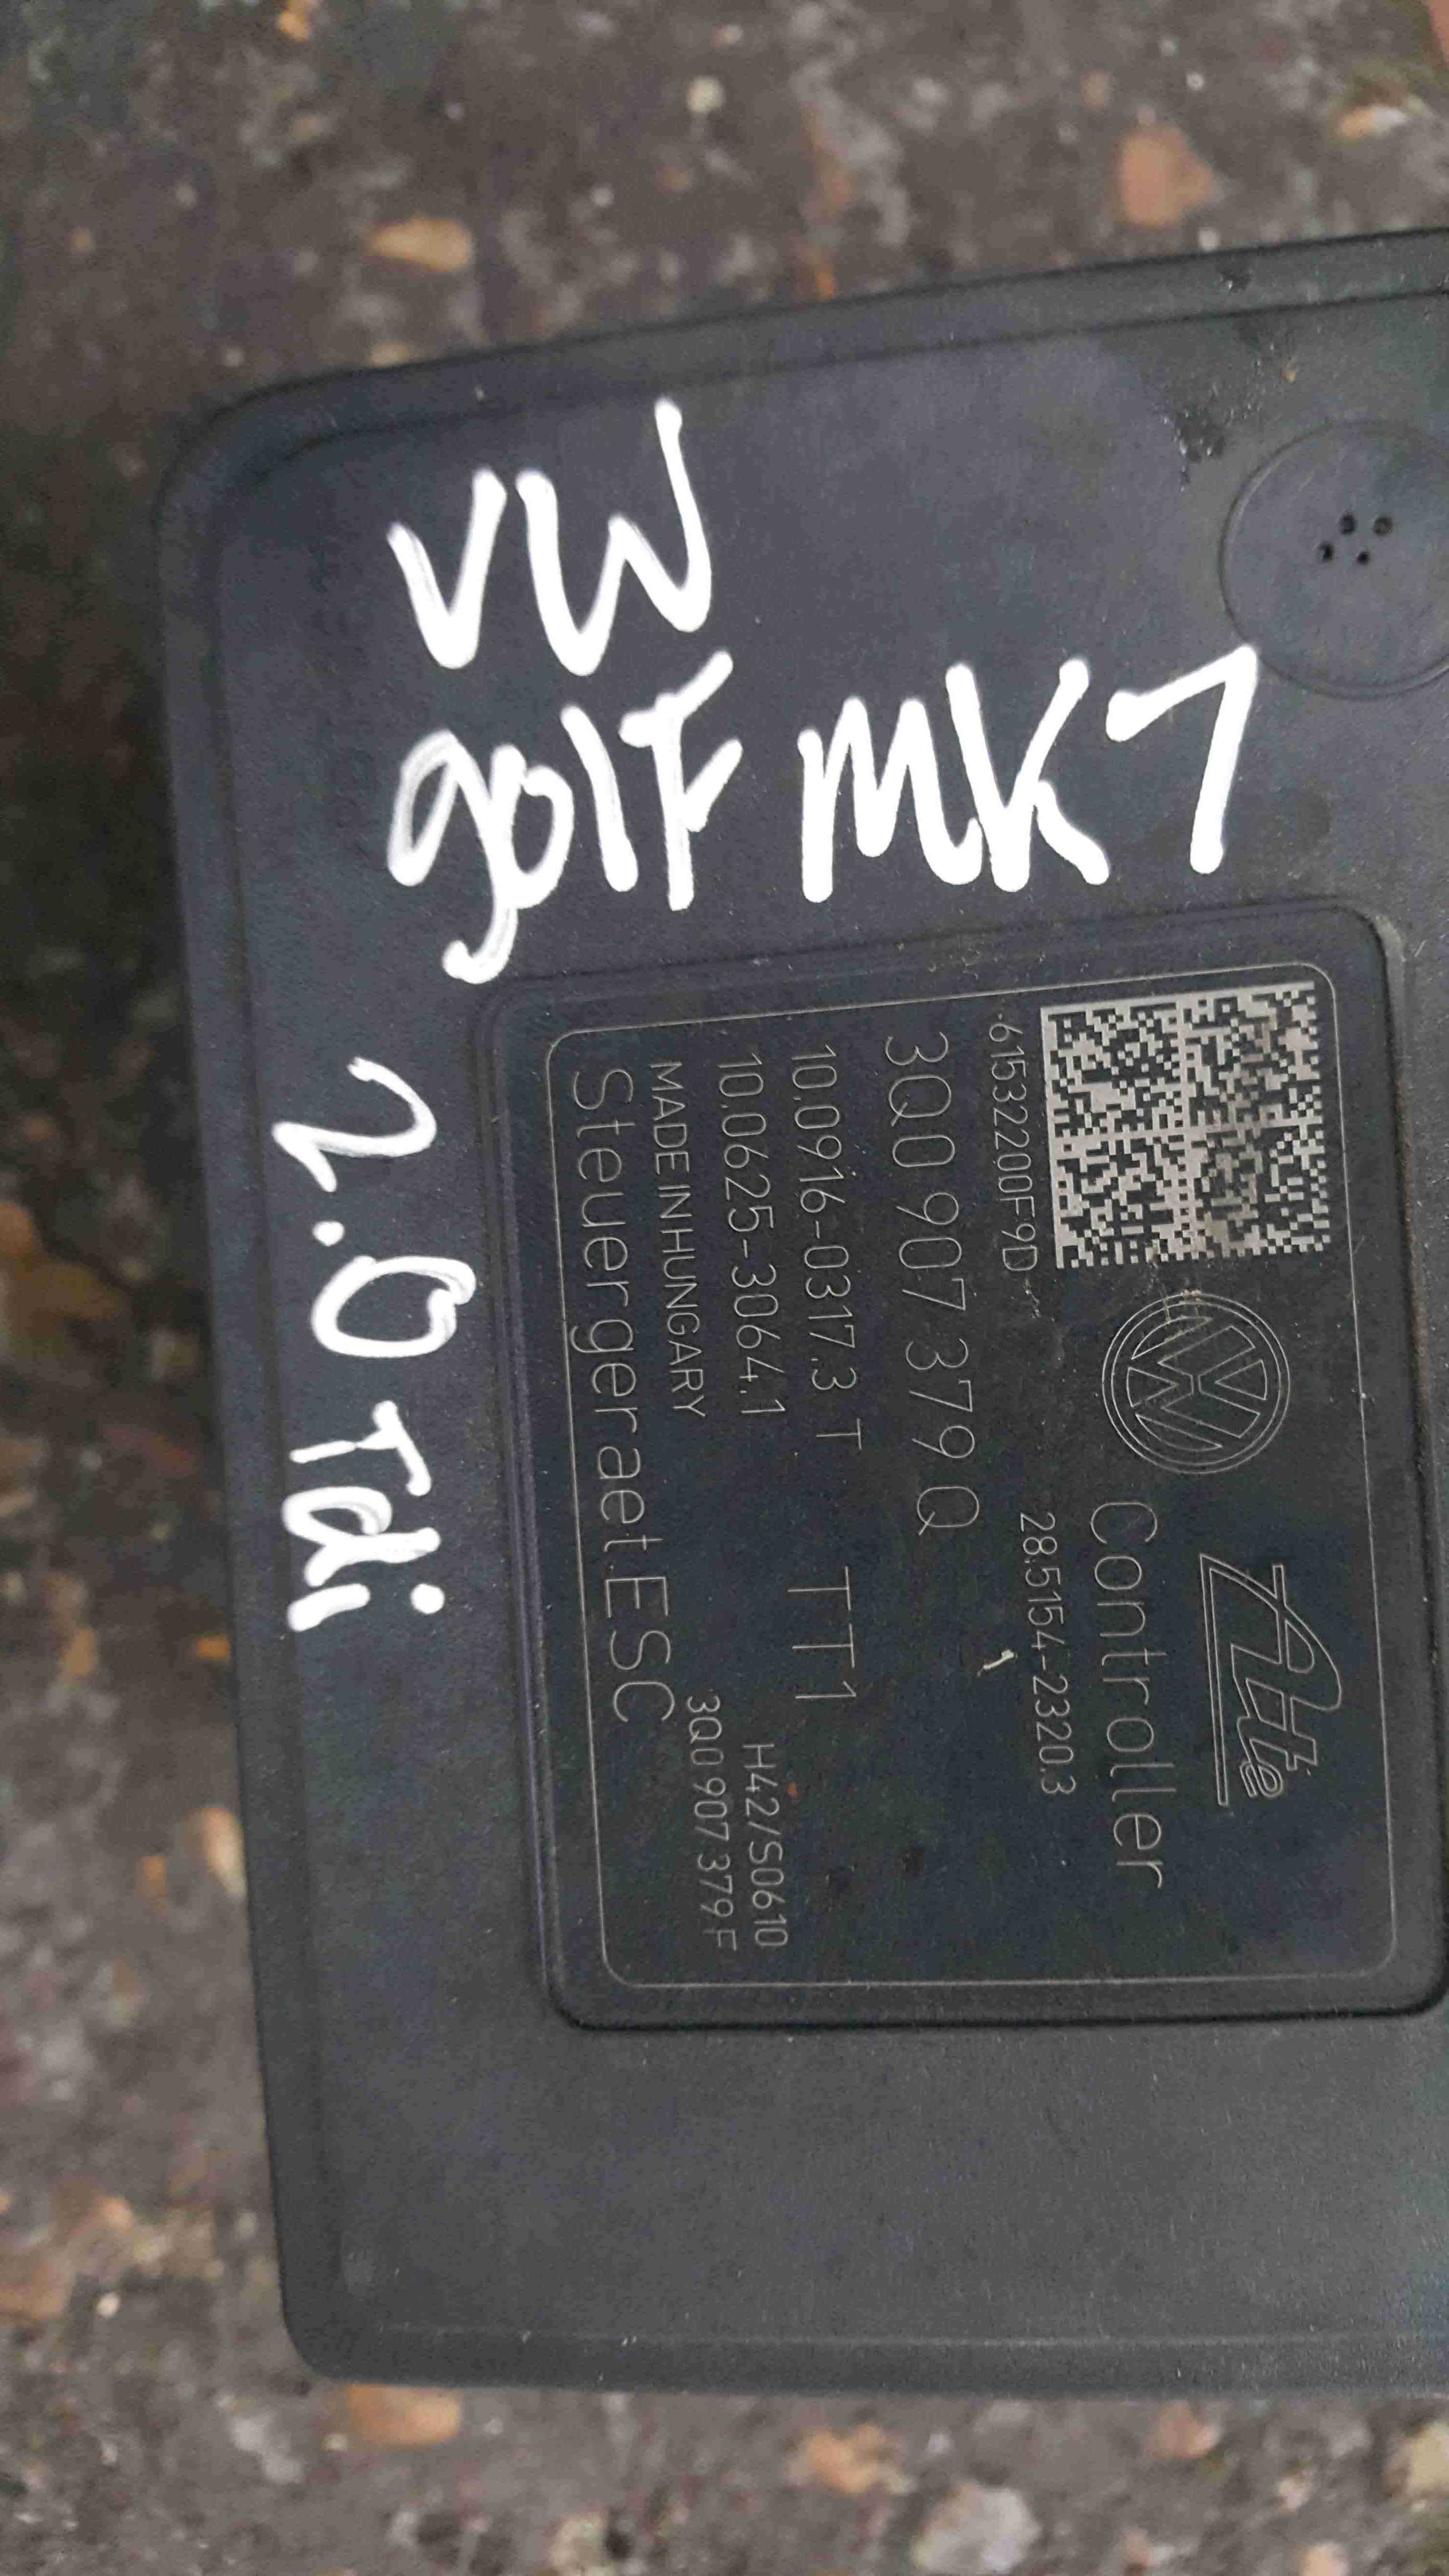 VW
golf MK7
2.0 Tdi
Ate
Controller
28.5154-2320.3
61532200F9D
3Q0 907 379 Q
10.0916-0317.3 T TT1
10.0625-3064.1 H42/S0610
MADE IN HUNGARY 3Q0 907 379 F
Steuergeraet ESC